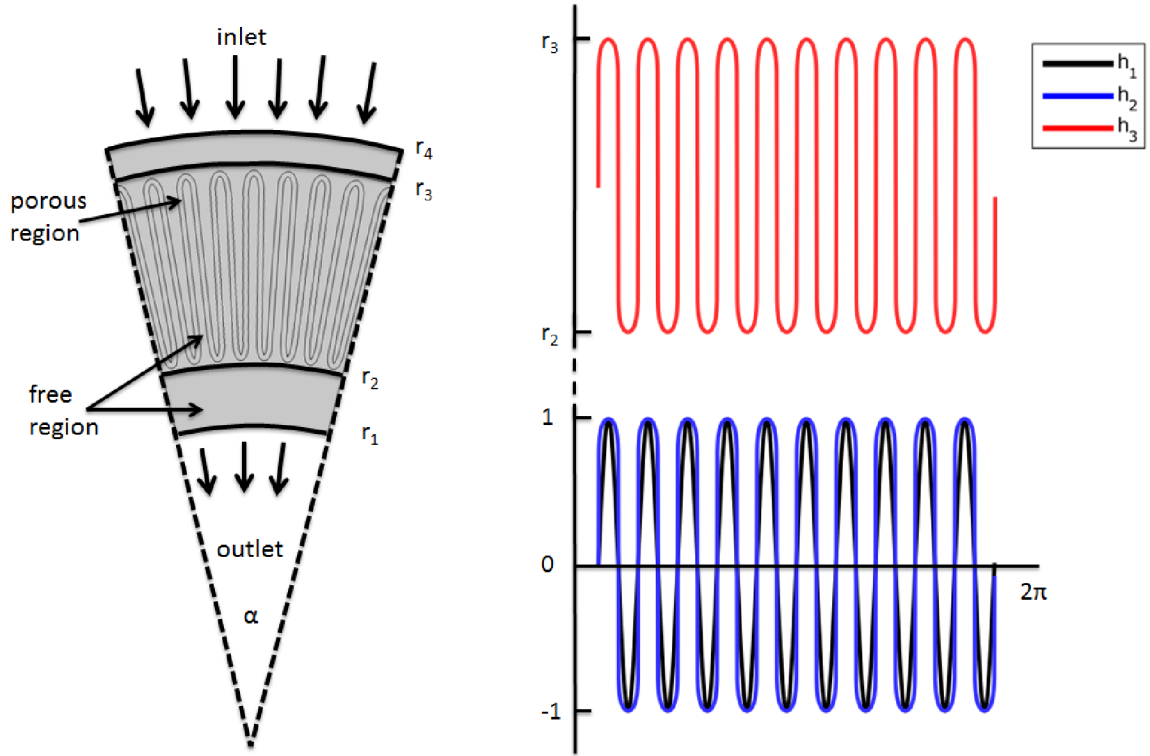 inlet
r4
r3
porous
region
free
region
r2
r1
outlet
α
r3
r2
1
0
-1
2π
h1
h2
h3